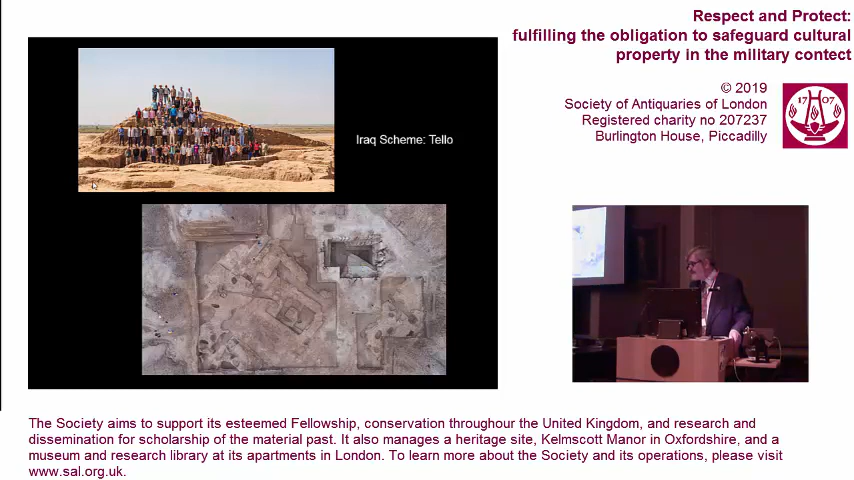 Respect and Protect:
fulfilling the obligation to safeguard cultural
property in the military contect
© 2019
Society of Antiquaries of London
Registered charity no 207237
Burlington House, Piccadilly
17 07
Iraq Scheme: Tello
The Society aims to support its esteemed Fellowship, conservation throughour the United Kingdom, and research and
dissemination for scholarship of the material past. It also manages a heritage site, Kelmscott Manor in Oxfordshire, and a
museum and research library at its apartments in London. To learn more about the Society and its operations, please visit
www.sal.org.uk.